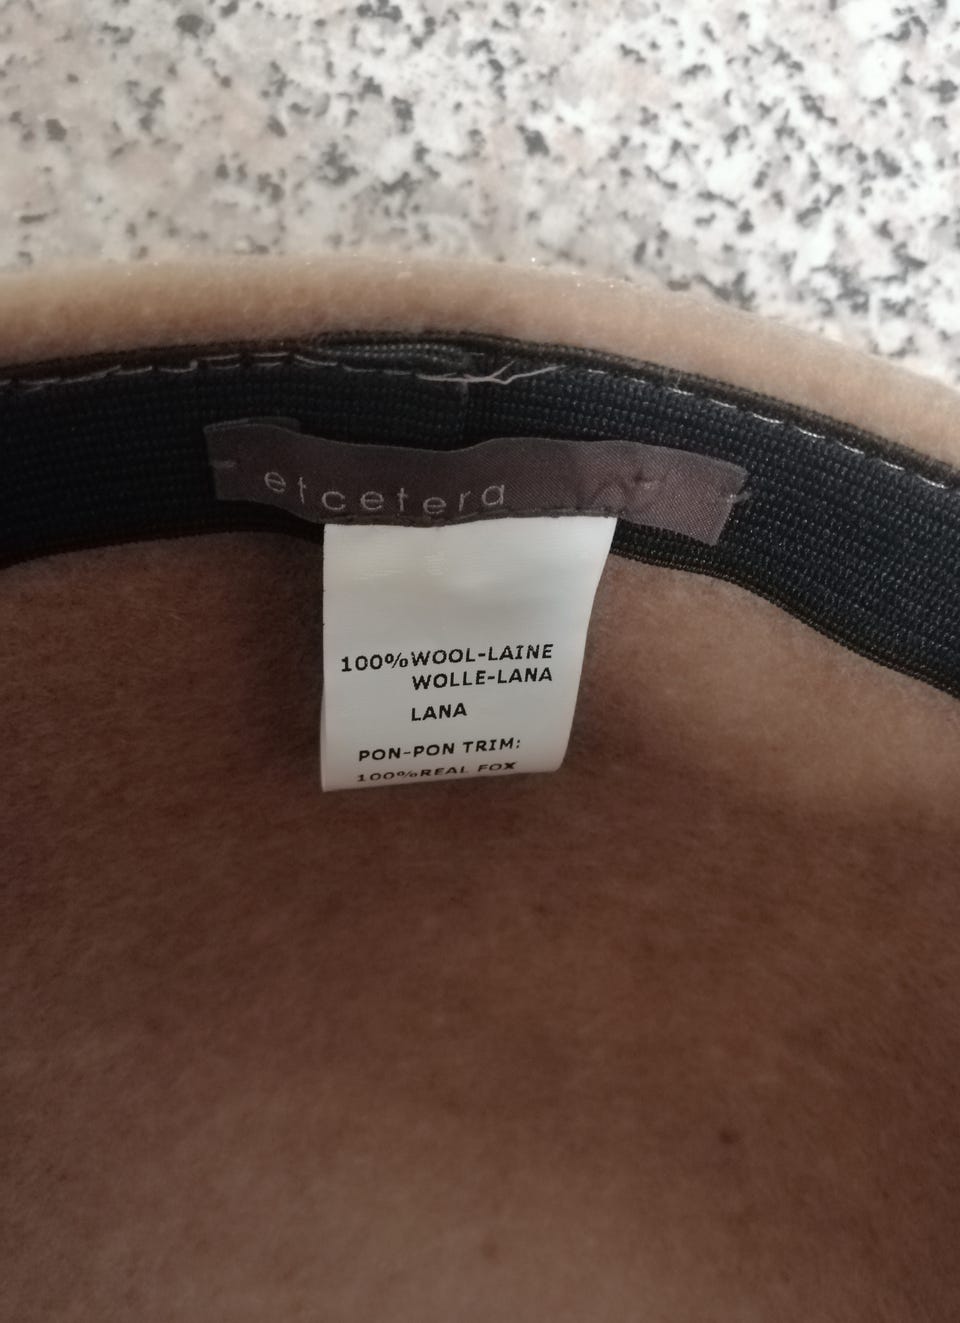 etcetera
100%WOOL-LAINE
WOLLE-LANA
LANA
PON-PON TRIM:
100%REAL FOX